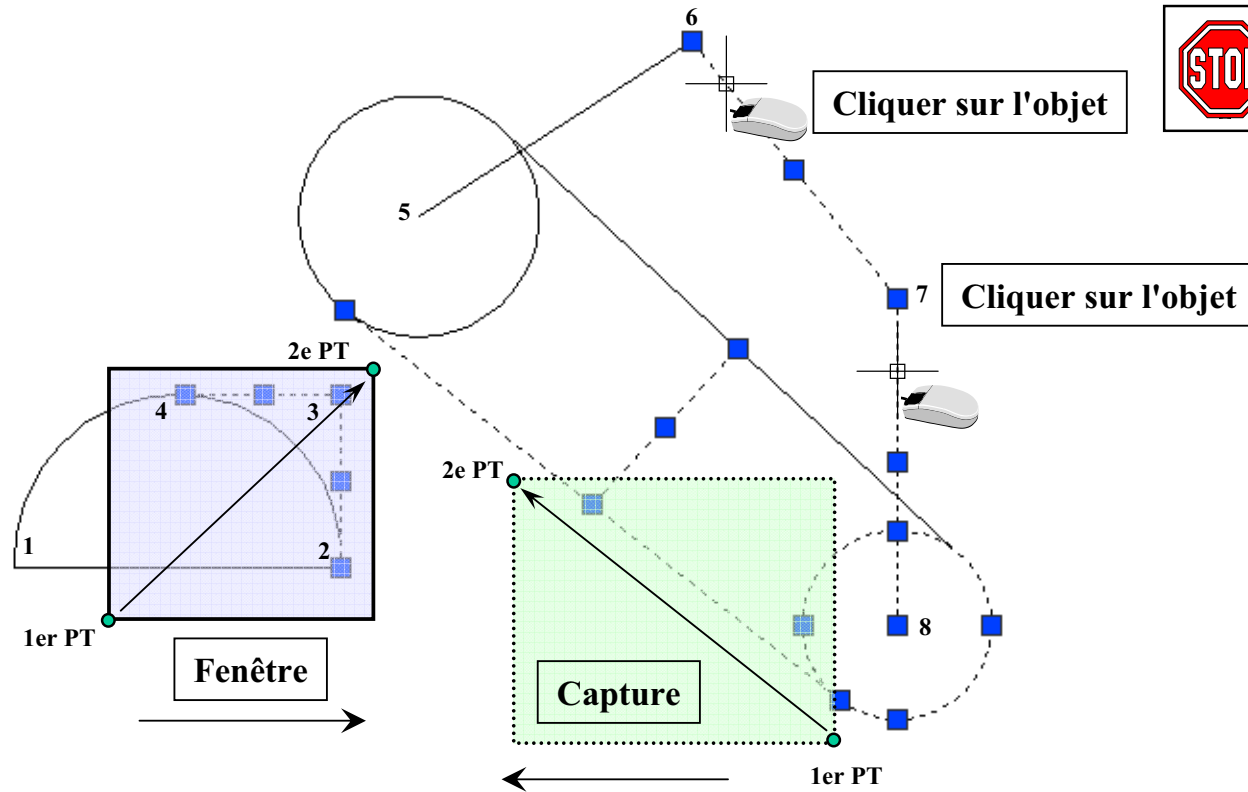 6
Cliquer sur l'objet
5
7
Cliquer sur l'objet
2e PT
4
3
2e PT
1
2
1er PT
8
Fenêtre
Capture
1er PT